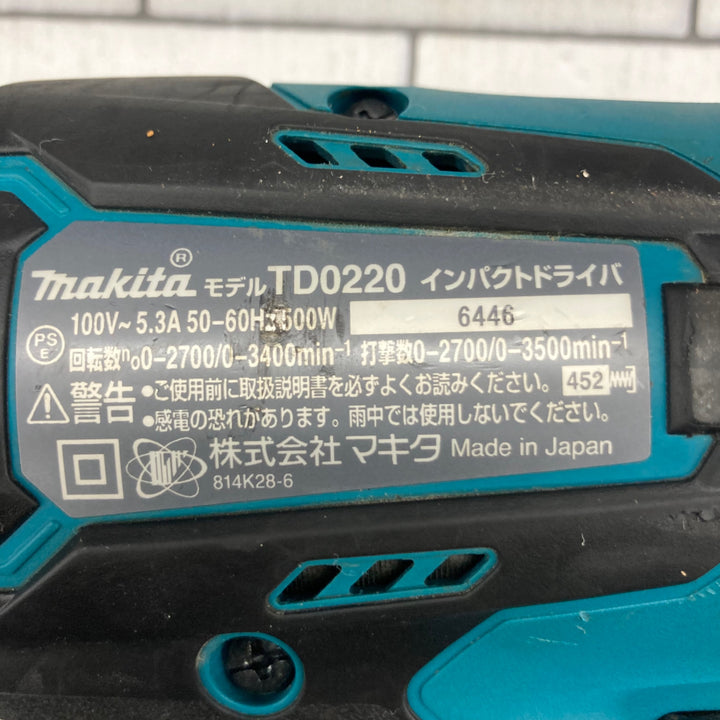 makita® モデル TD0220 インパクトドライバ
100V~ 5.3A 50-60Hz 500W 6446
PS E 回転数n₀0-2700/0-3400min⁻¹ 打撃数0-2700/0-3500min⁻¹
⚠警告 •ご使用前に取扱説明書を必ずよくお読みください。 452
•感電の恐れがあります。雨中では使用しないでください。
株式会社 マキタ Made in Japan
814K28-6